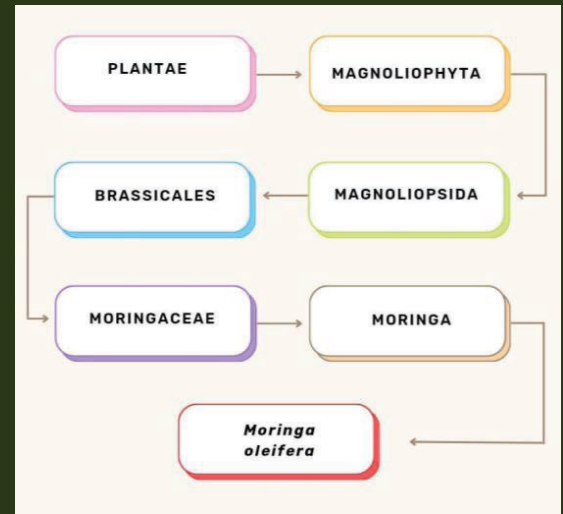 PLANTAE
MAGNOLIOPHYTA
MAGNOLIOPSIDA
BRASSICALES
MORINGACEAE
MORINGA
Moringa
oleifera